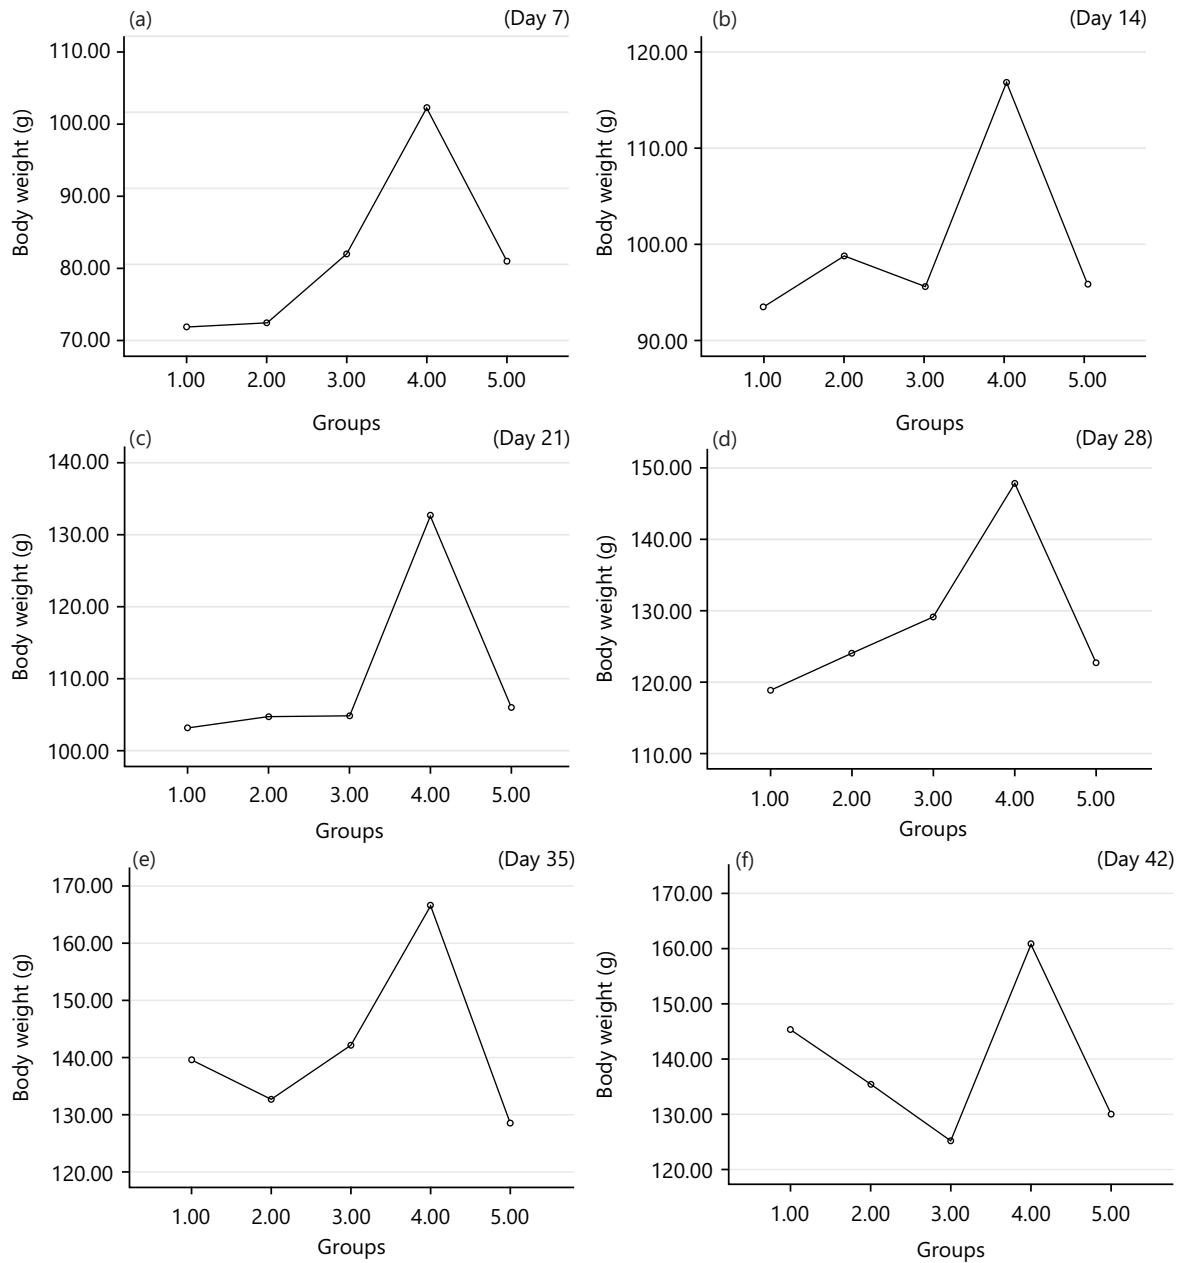 (a) (Day 7)
110.00
100.00
90.00
80.00
70.00
Body weight (g)
1.00 2.00 3.00 4.00 5.00
Groups
(b) (Day 14)
120.00
110.00
100.00
90.00
Body weight (g)
1.00 2.00 3.00 4.00 5.00
Groups
(c) (Day 21)
140.00
130.00
120.00
110.00
100.00
Body weight (g)
1.00 2.00 3.00 4.00 5.00
Groups
(d) (Day 28)
150.00
140.00
130.00
120.00
110.00
Body weight (g)
1.00 2.00 3.00 4.00 5.00
Groups
(e) (Day 35)
170.00
160.00
150.00
140.00
130.00
120.00
Body weight (g)
1.00 2.00 3.00 4.00 5.00
Groups
(f) (Day 42)
170.00
160.00
150.00
140.00
130.00
120.00
Body weight (g)
1.00 2.00 3.00 4.00 5.00
Groups